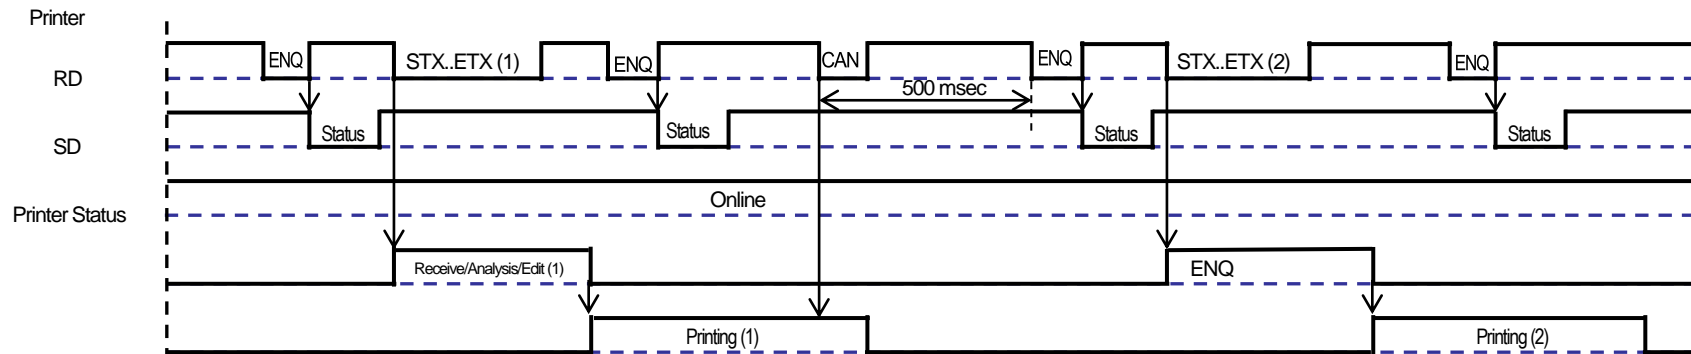 Printer
RD
ENQ
STX..ETX (1)
ENQ
CAN
ENQ
STX..ETX (2)
ENQ
500 msec
SD
Status
Status
Status
Status
Printer Status
Online
Receive/Analysis/Edit (1)
ENQ
Printing (1)
Printing (2)